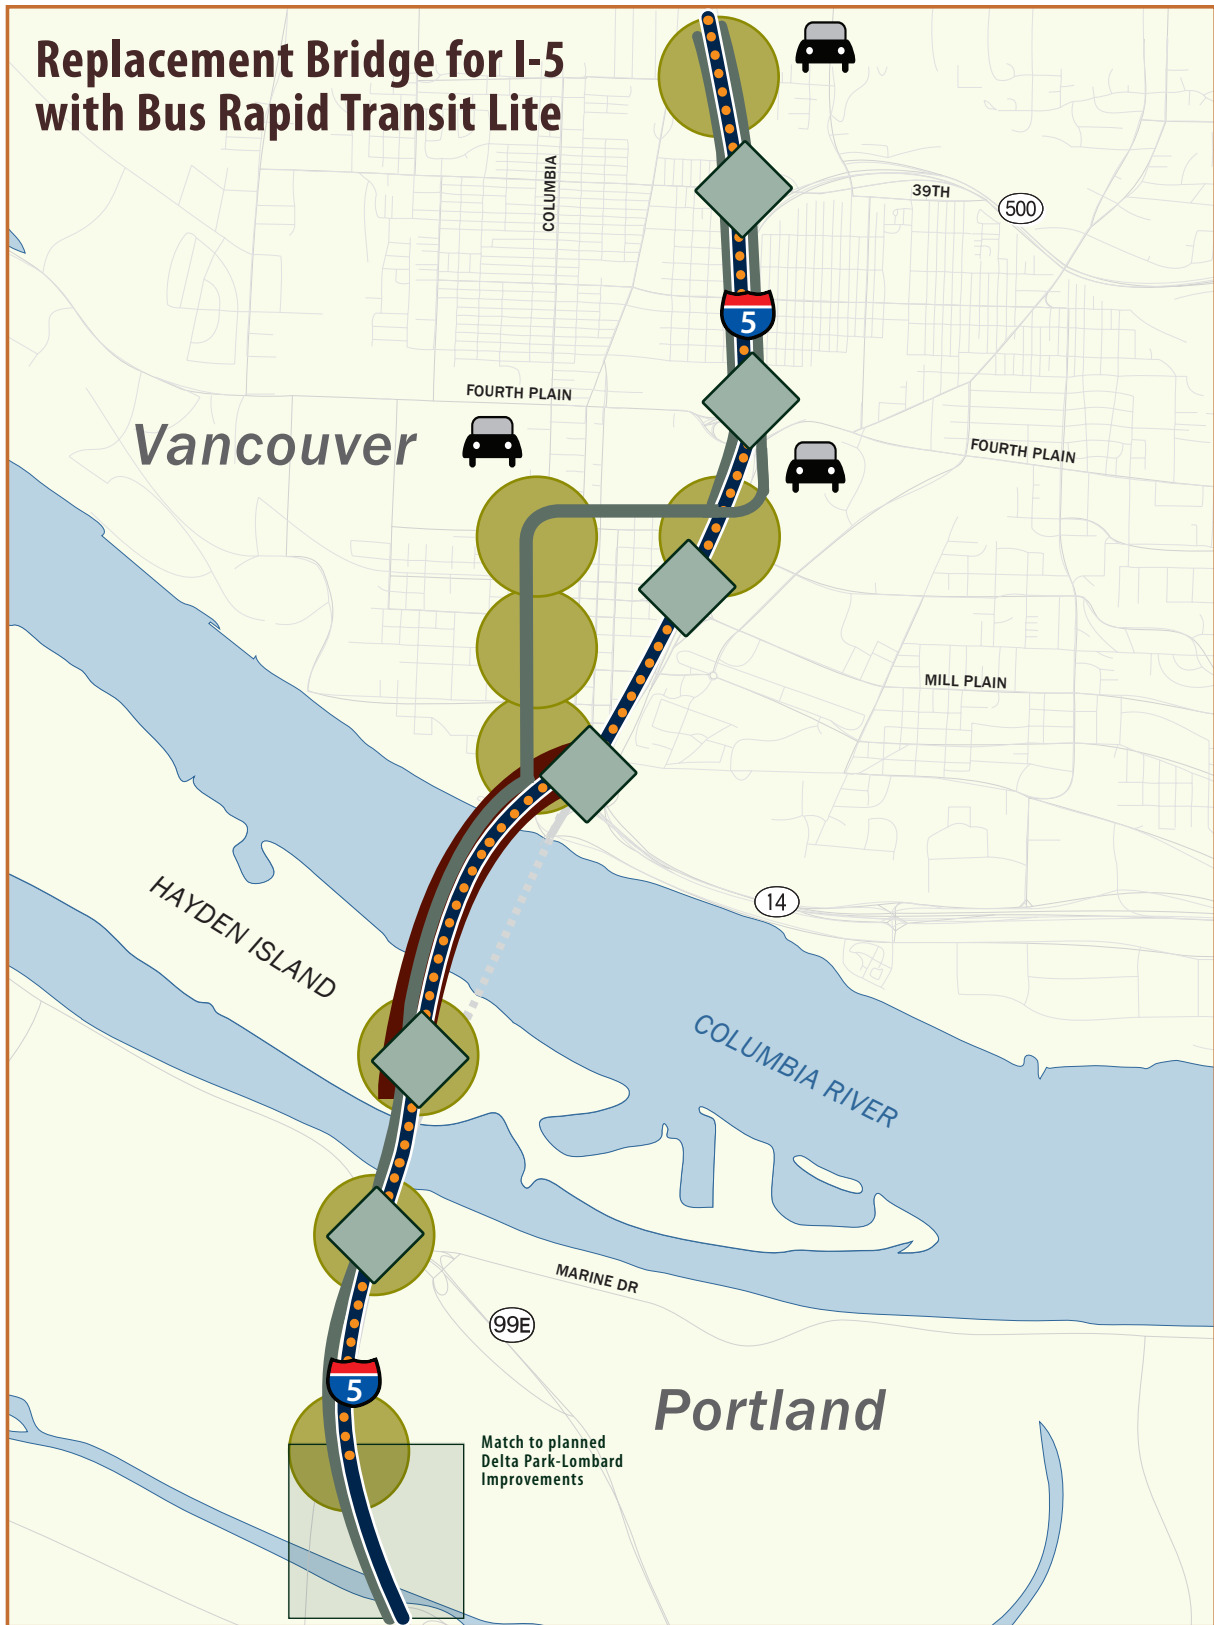 Replacement Bridge for I-5
with Bus Rapid Transit Lite
COLUMBIA
39TH
500
5
FOURTH PLAIN
Vancouver
FOURTH PLAIN
MILL PLAIN
14
HAYDEN ISLAND
COLUMBIA RIVER
MARINE DR
99E
5
Portland
Match to planned
Delta Park-Lombard
Improvements